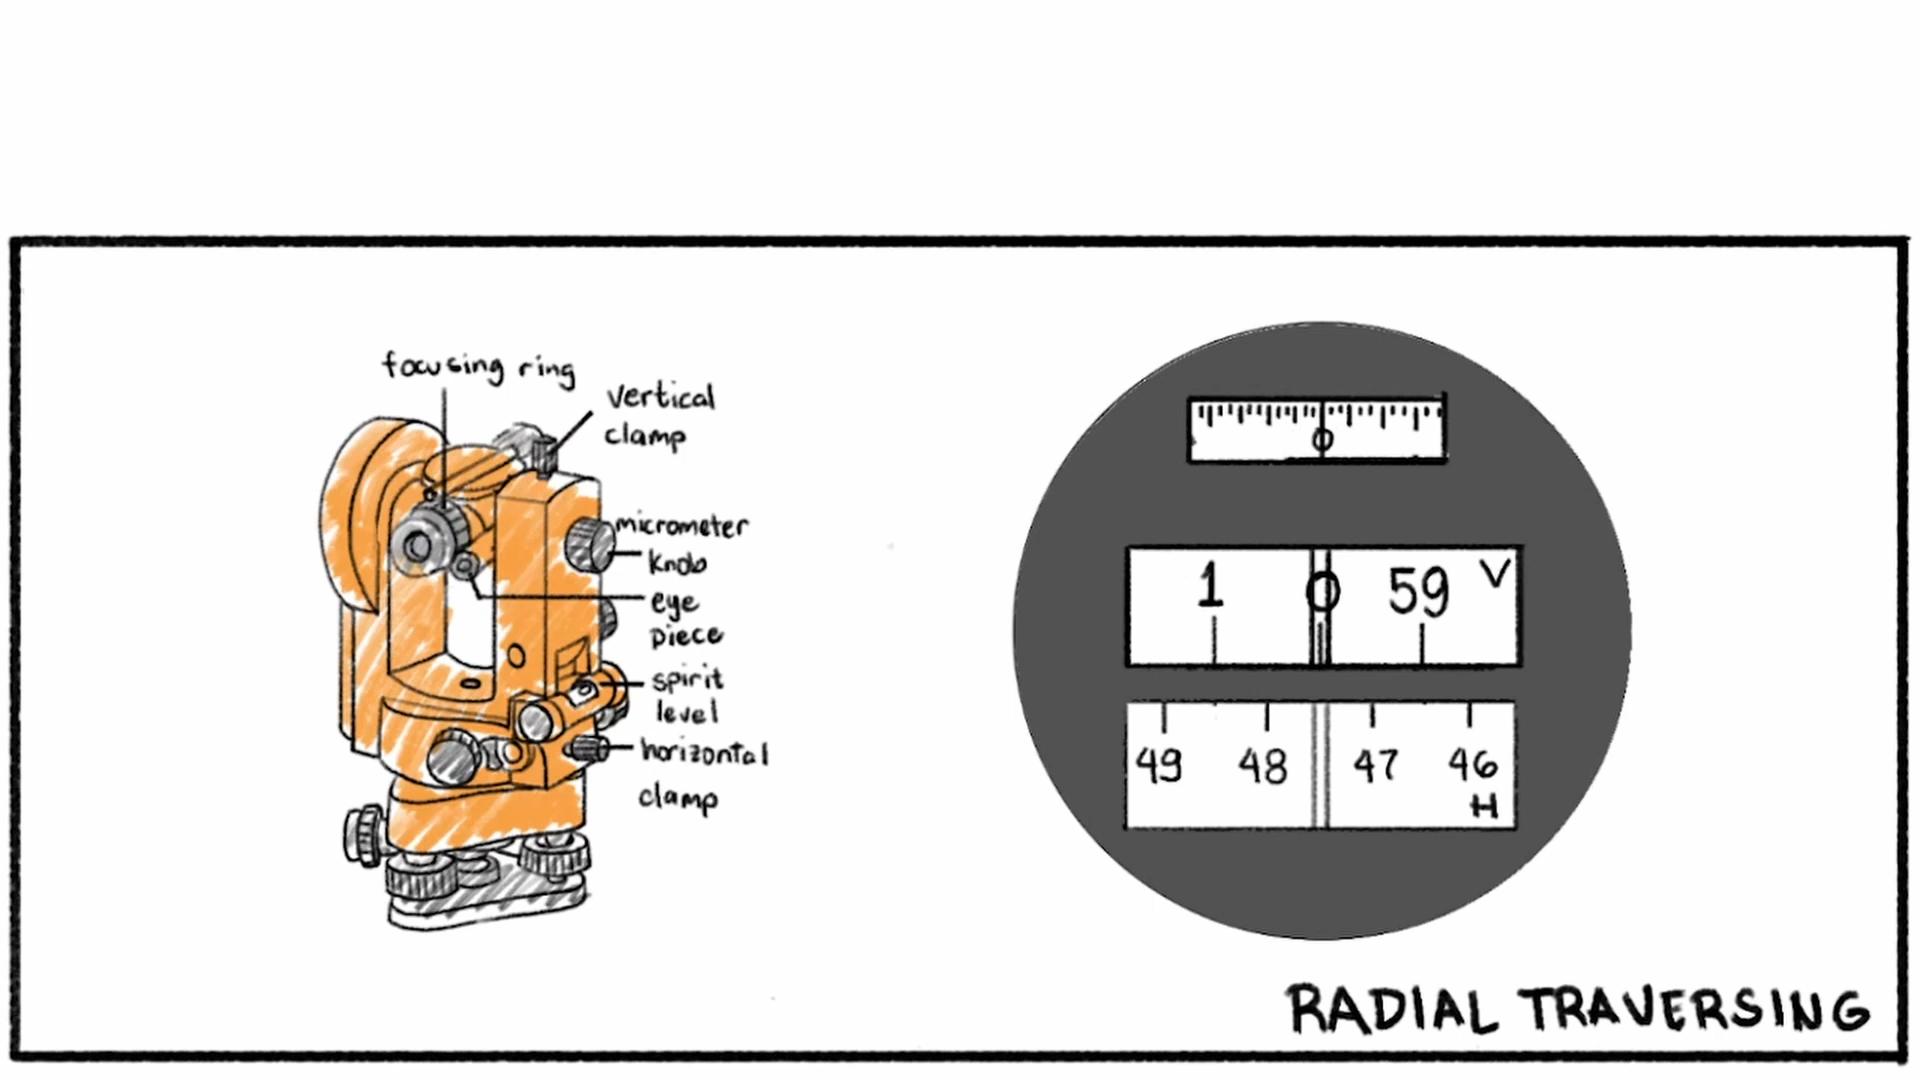 focusing ring
vertical
clamp
micrometer
knob
eye
piece
spirit
level
horizontal
clamp
0
1 0 59 V
49 48 47 46
H
RADIAL TRAVERSING